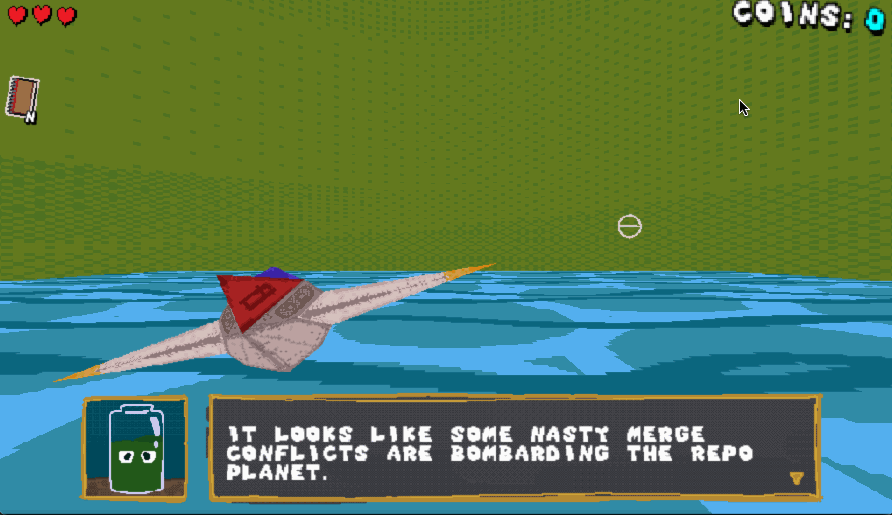 COINS: 0
N
IT LOOKS LIKE SOME NASTY MERGE
CONFLICTS ARE BOMBARDING THE REPO
PLANET.